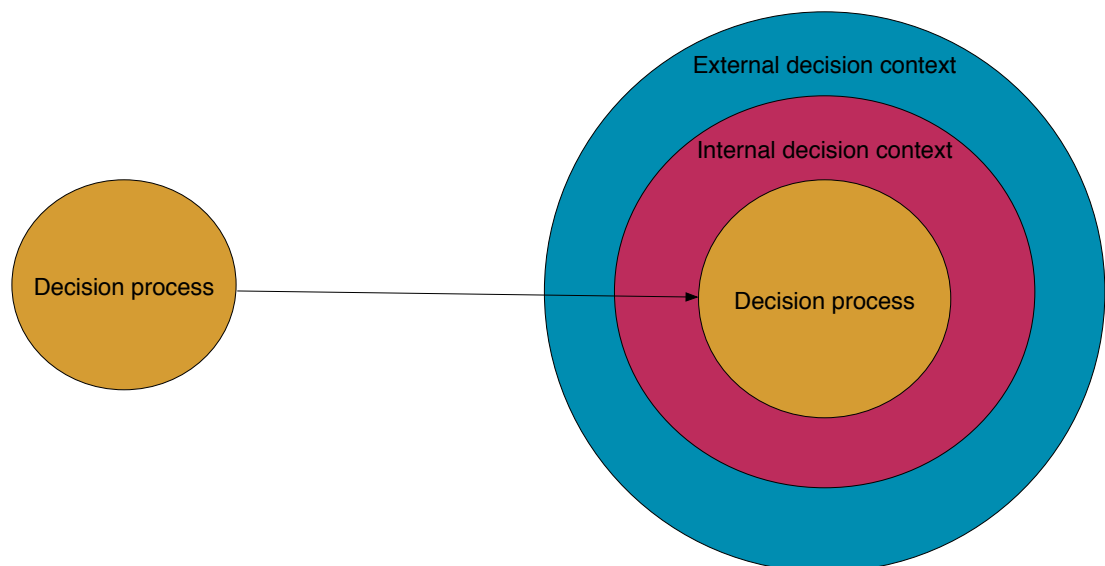 External decision context
Internal decision context
Decision process
Decision process